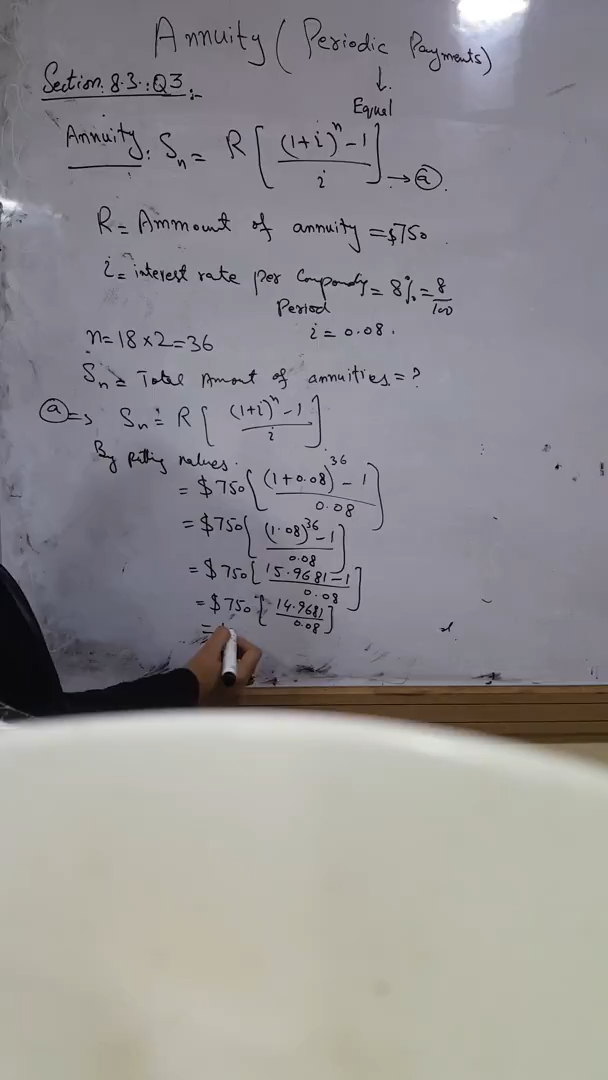 Annuity (Periodic Payments)
Section: 8.3.:Q3:-
Equal
Annuity: Sn = R [ (1+i)^n - 1 / i ] → (a).
R = Ammount of annuity = $750.
i = interest rate per Compondy Period = 8% = 8/100
i = 0.08.
n = 18 × 2 = 36
Sn = Total Amont of annuities = ?
(a) => Sn = R [ (1+i)^n - 1 / i ]
By putting values.
= $750 [ (1+0.08)^36 - 1 / 0.08 ]
= $750 [ (1.08)^36 - 1 / 0.08 ]
= $750 [ 15.9681 - 1 / 0.08 ]
= $750 [ 14.9681 / 0.08 ]
=